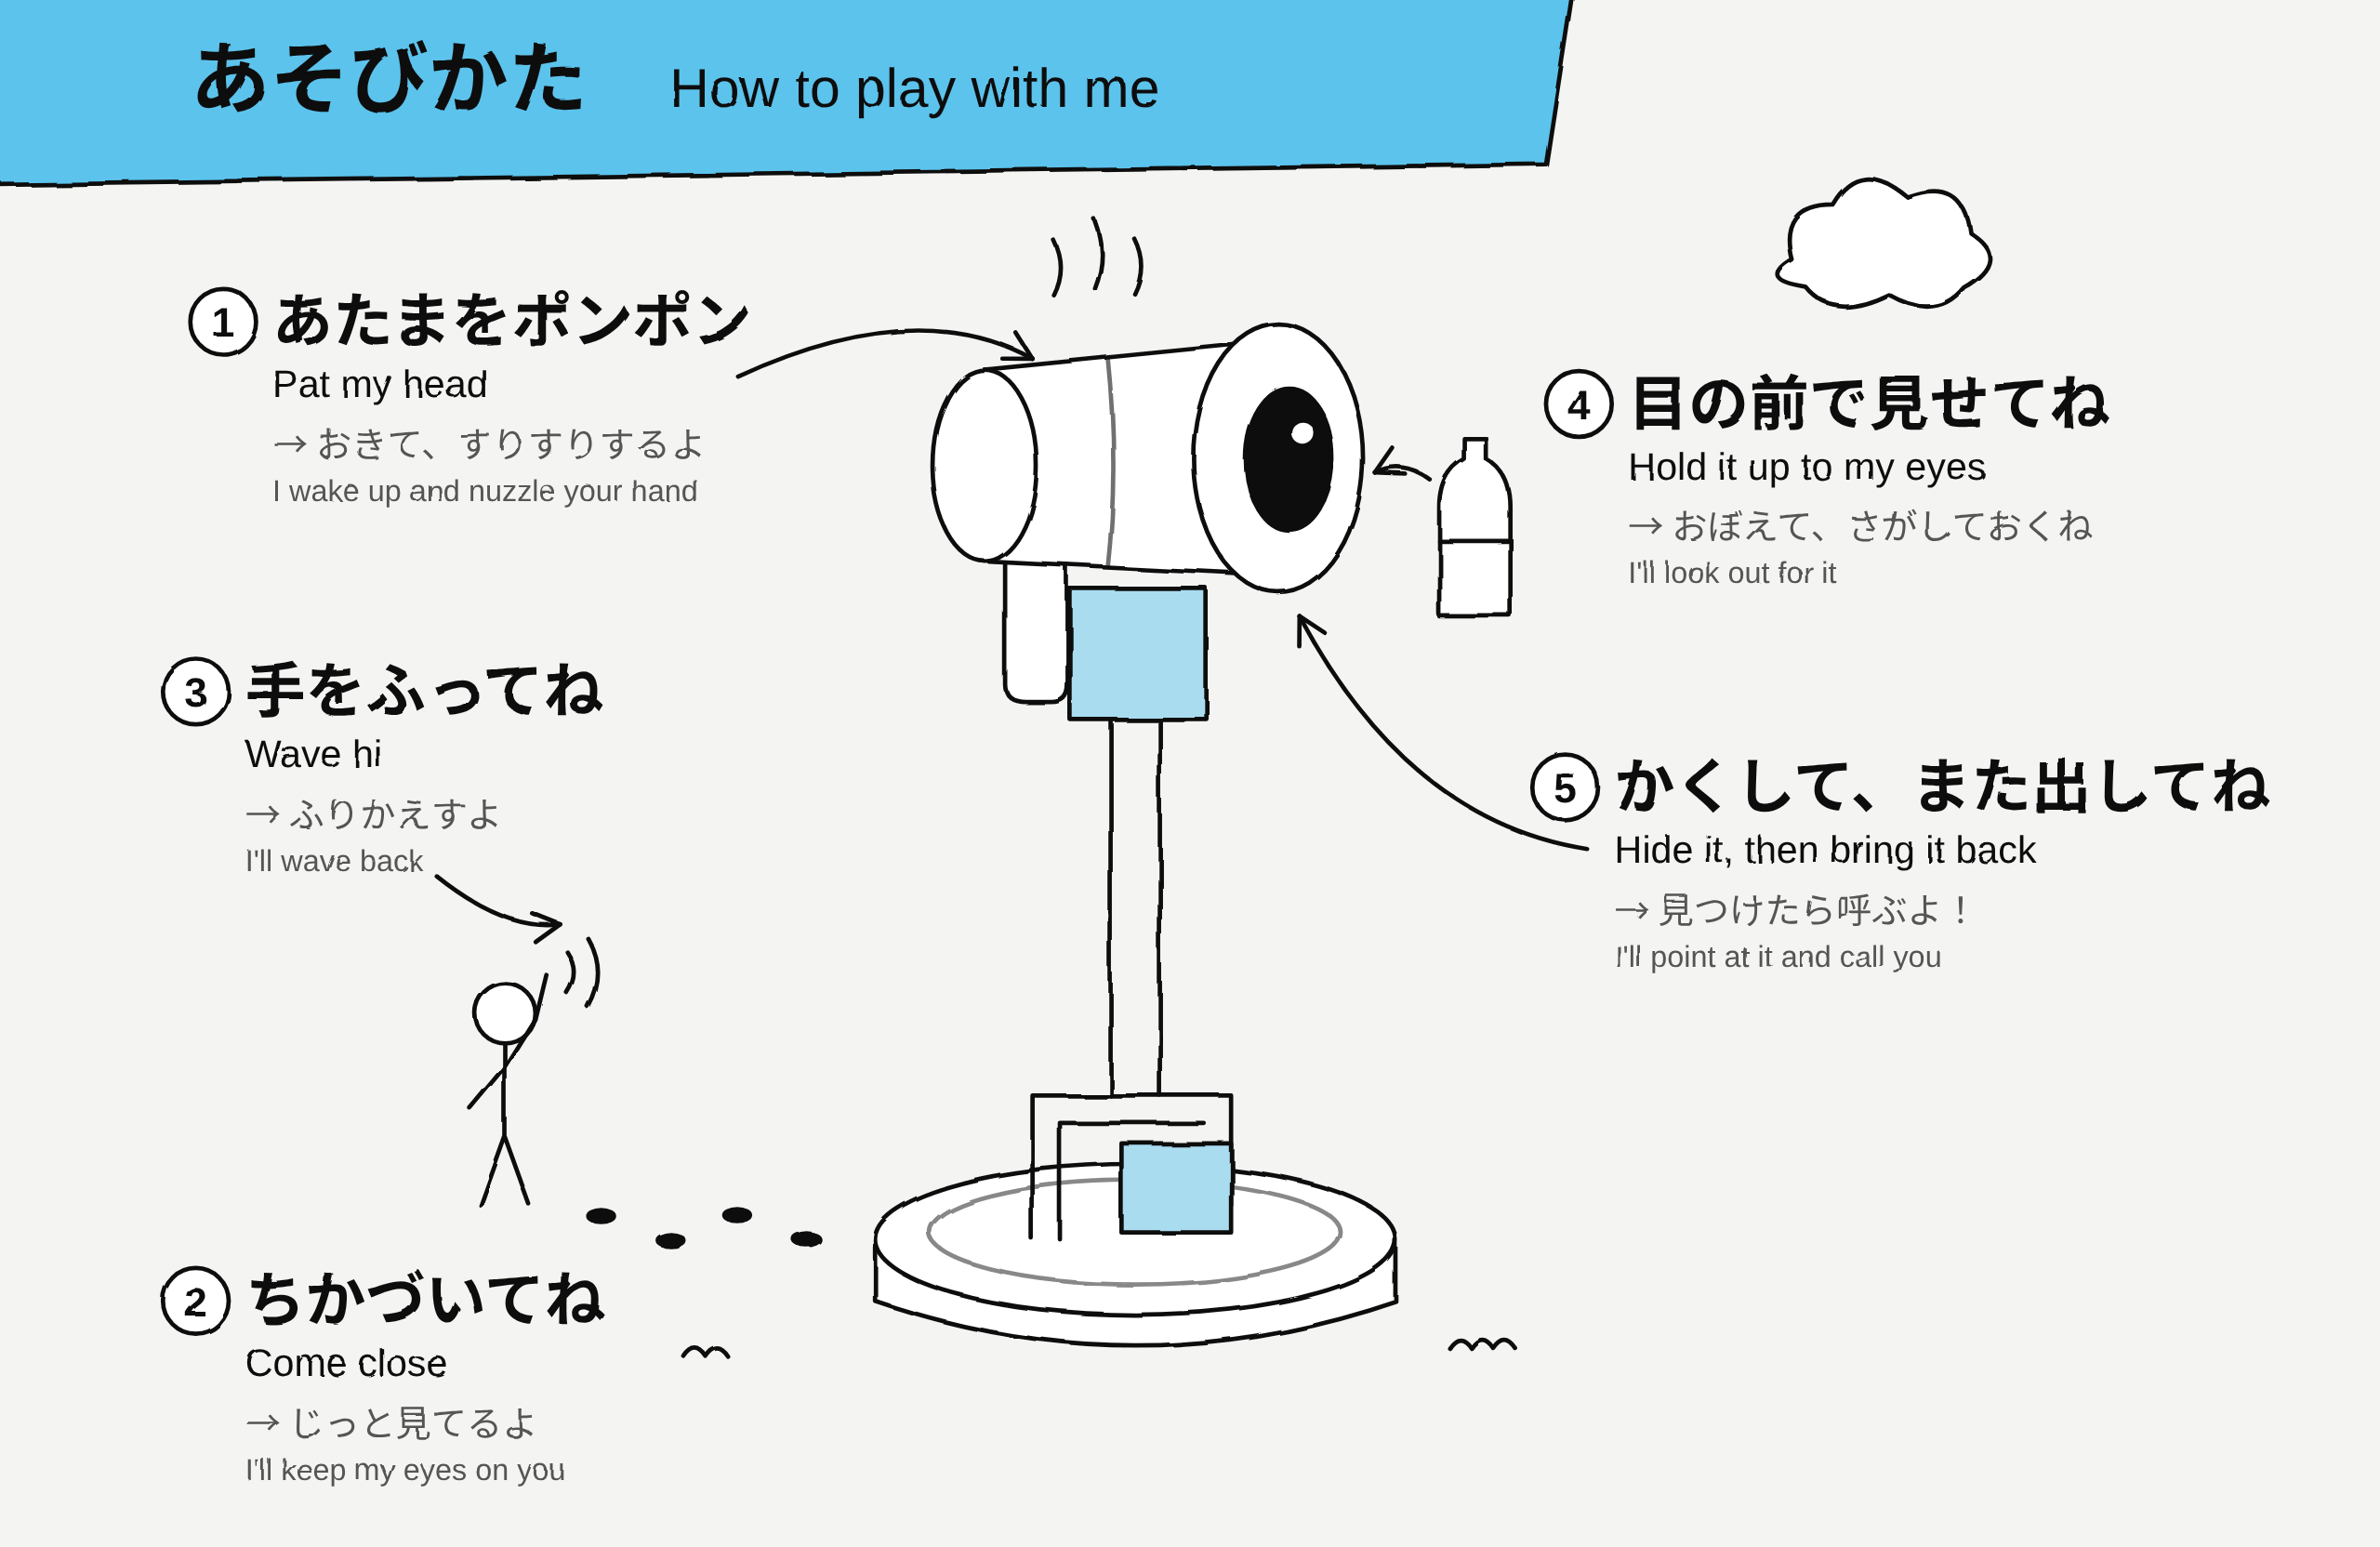 あそびかた How to play with me
1 あたまをポンポン
Pat my head
→ おきて、すりすりするよ
I wake up and nuzzle your hand
4 目の前で見せてね
Hold it up to my eyes
→ おぼえて、さがしておくね
I'll look out for it
3 手をふってね
Wave hi
→ ふりかえすよ
I'll wave back
5 かくして、また出してね
Hide it, then bring it back
→ 見つけたら呼ぶよ！
I'll point at it and call you
2 ちかづいてね
Come close
→ じっと見てるよ
I'll keep my eyes on you